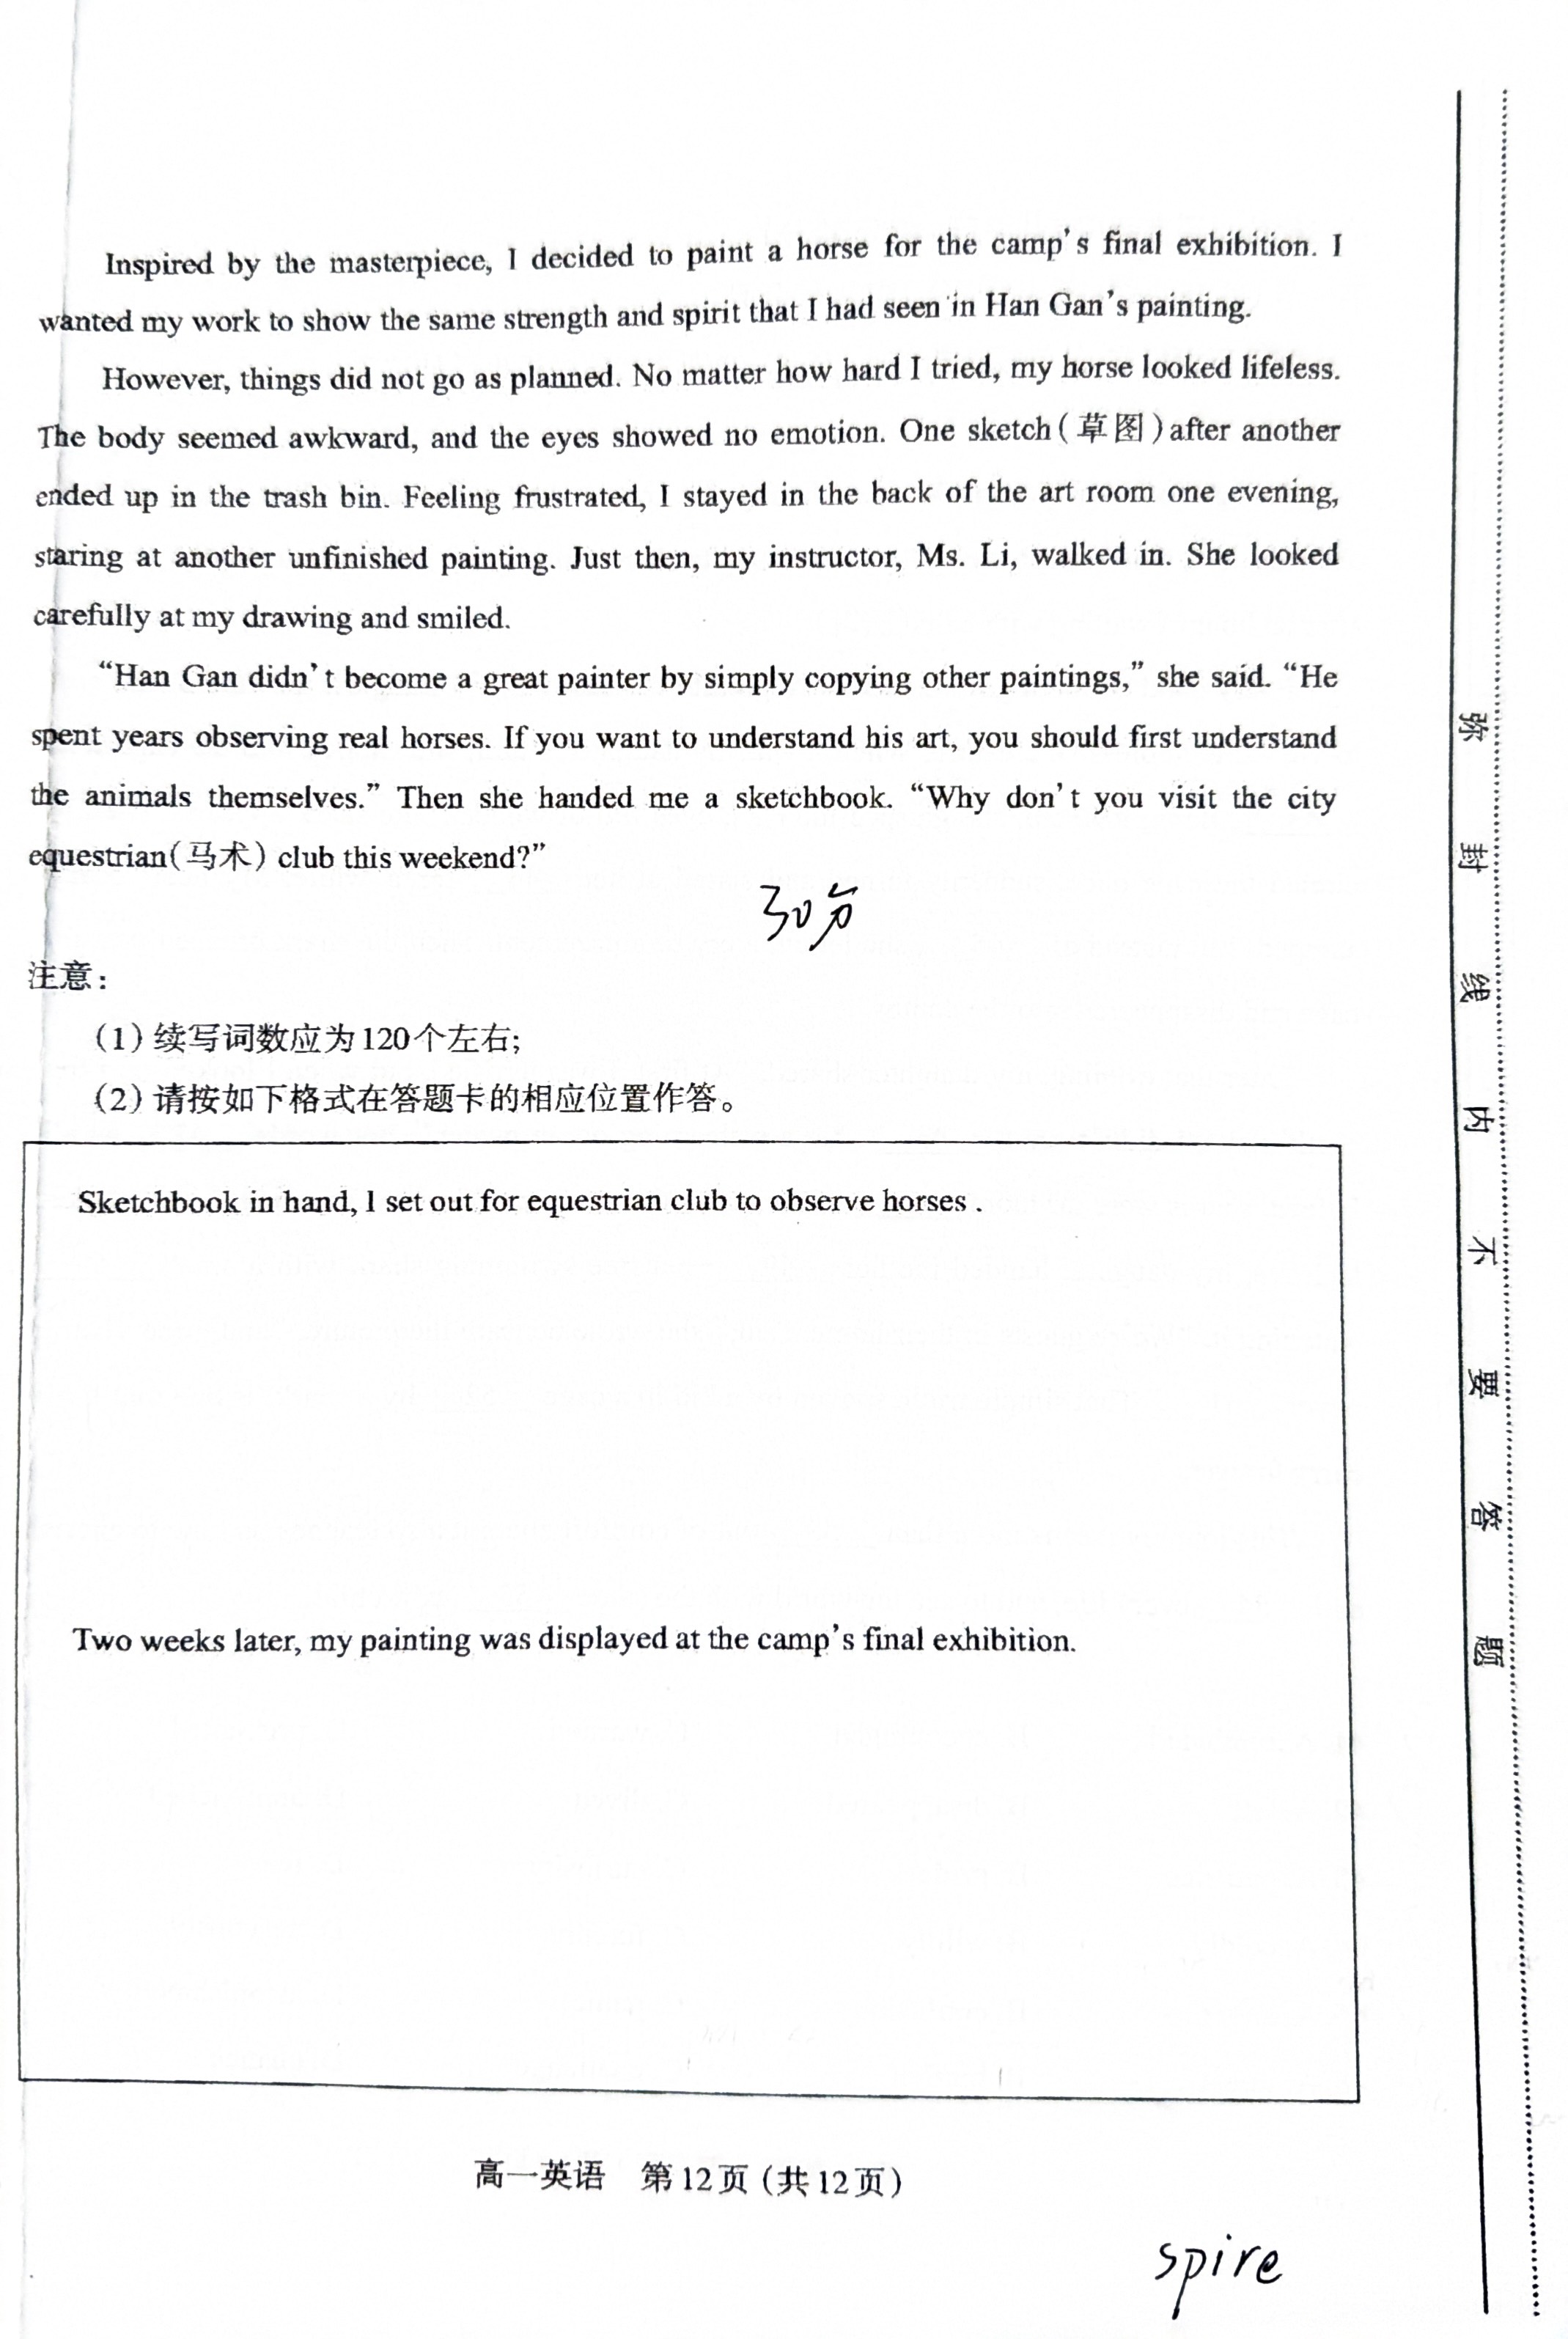 Inspired by the masterpiece, I decided to paint a horse for the camp's final exhibition. I
wanted my work to show the same strength and spirit that I had seen in Han Gan's painting.
However, things did not go as planned. No matter how hard I tried, my horse looked lifeless.
The body seemed awkward, and the eyes showed no emotion. One sketch(草图)after another
ended up in the trash bin. Feeling frustrated, I stayed in the back of the art room one evening,
staring at another unfinished painting. Just then, my instructor, Ms. Li, walked in. She looked
carefully at my drawing and smiled.
“Han Gan didn't become a great painter by simply copying other paintings,” she said. “He
spent years observing real horses. If you want to understand his art, you should first understand
the animals themselves.” Then she handed me a sketchbook. “Why don't you visit the city
equestrian(马术) club this weekend?”
30分
注意:
(1) 续写词数应为120个左右;
(2) 请按如下格式在答题卡的相应位置作答。
Sketchbook in hand, I set out for equestrian club to observe horses .
Two weeks later, my painting was displayed at the camp's final exhibition.
高一英语 第12页 (共12页)
spire
弥封线内不要答题